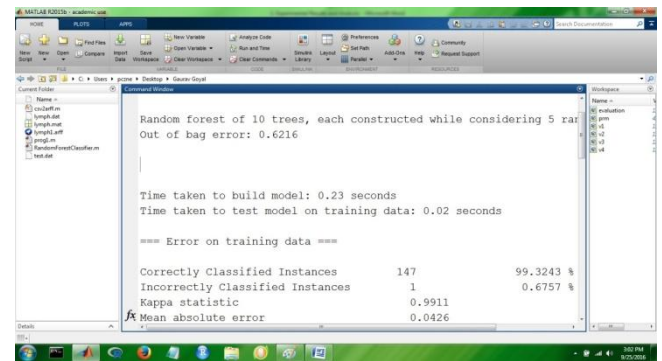 MATLAB R2015b - academic use
HOME PLOTS APPS
Search Documentation
New Script New Open Find Files Compare Import Data Save Workspace New Variable Open Variable Clear Workspace Analyze Code Run and Time Clear Commands Simulink Library Layout Preferences Set Path Parallel Add-Ons Help Community Request Support
FILE VARIABLE CODE SIMULINK ENVIRONMENT RESOURCES
C: Users pcme Desktop Gaurav Goyal
Current Folder
Name
csv2arff.m
lymph.dat
lymph.mat
lymph1.arff
prog1.m
RandomForestClassifier.m
test.dat
Details
Command Window
Random forest of 10 trees, each constructed while considering 5 ran
Out of bag error: 0.6216
Time taken to build model: 0.23 seconds
Time taken to test model on training data: 0.02 seconds
=== Error on training data ===
Correctly Classified Instances 147 99.3243 %
Incorrectly Classified Instances 1 0.6757 %
Kappa statistic 0.9911
fx Mean absolute error 0.0426
Workspace
Name
evaluation
prm
v1
v2
v3
v4
3:02 PM
9/25/2016